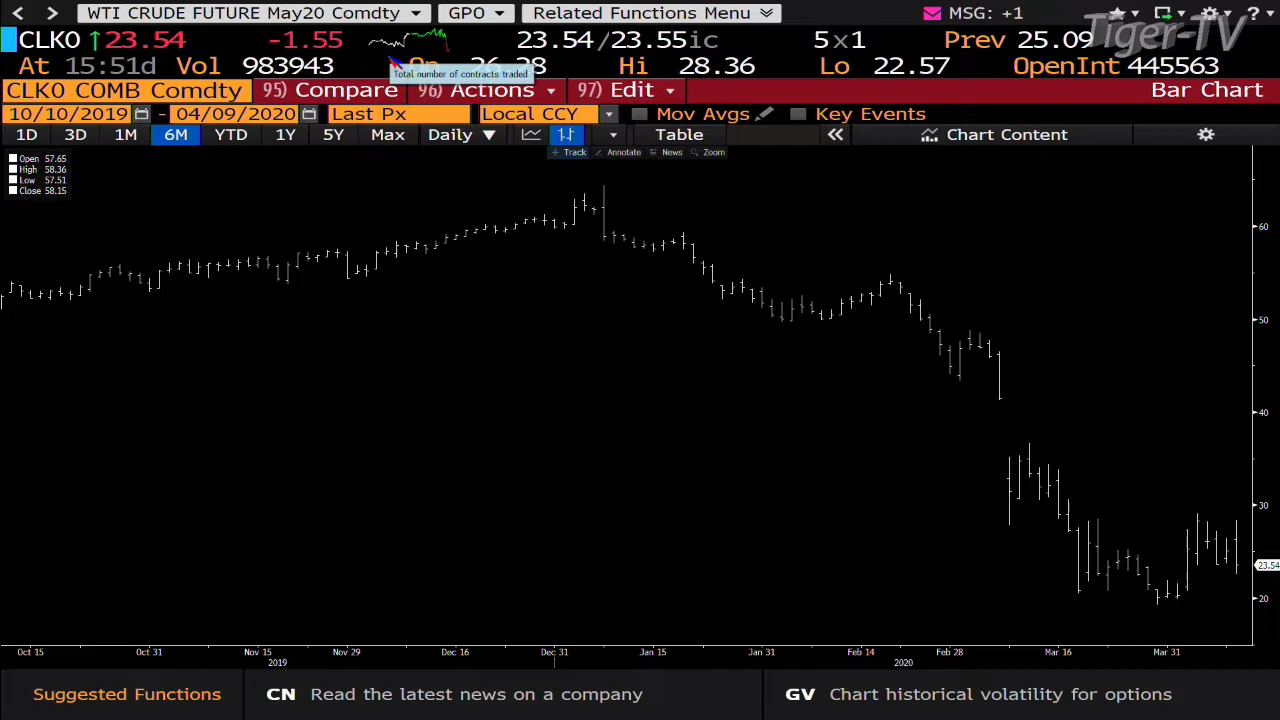 WTI CRUDE FUTURE May20 Comdty GPO Related Functions Menu MSG: +1 ?
Tiger-TV
CLK0 ↑23.54 -1.55 23.54/23.55ic 5x1 Prev 25.09
At 15:51d Vol 983943 Op 26.28 Hi 28.36 Lo 22.57 OpenInt 445563
Total number of contracts traded
CLK0 COMB Comdty 95) Compare 96) Actions 97) Edit Bar Chart
10/10/2019 - 04/09/2020 Last Px Local CCY Mov Avgs Key Events
1D 3D 1M 6M YTD 1Y 5Y Max Daily ▼ Table « Chart Content
Track Annotate News Zoom
Open 57.65
High 58.36
Low 57.51
Close 58.15
60
50
40
30
23.54
20
Oct 15 Oct 31 Nov 15 Nov 29 Dec 16 Dec 31 Jan 15 Jan 31 Feb 14 Feb 28 Mar 16 Mar 31
2019 2020
Suggested Functions CN Read the latest news on a company GV Chart historical volatility for options